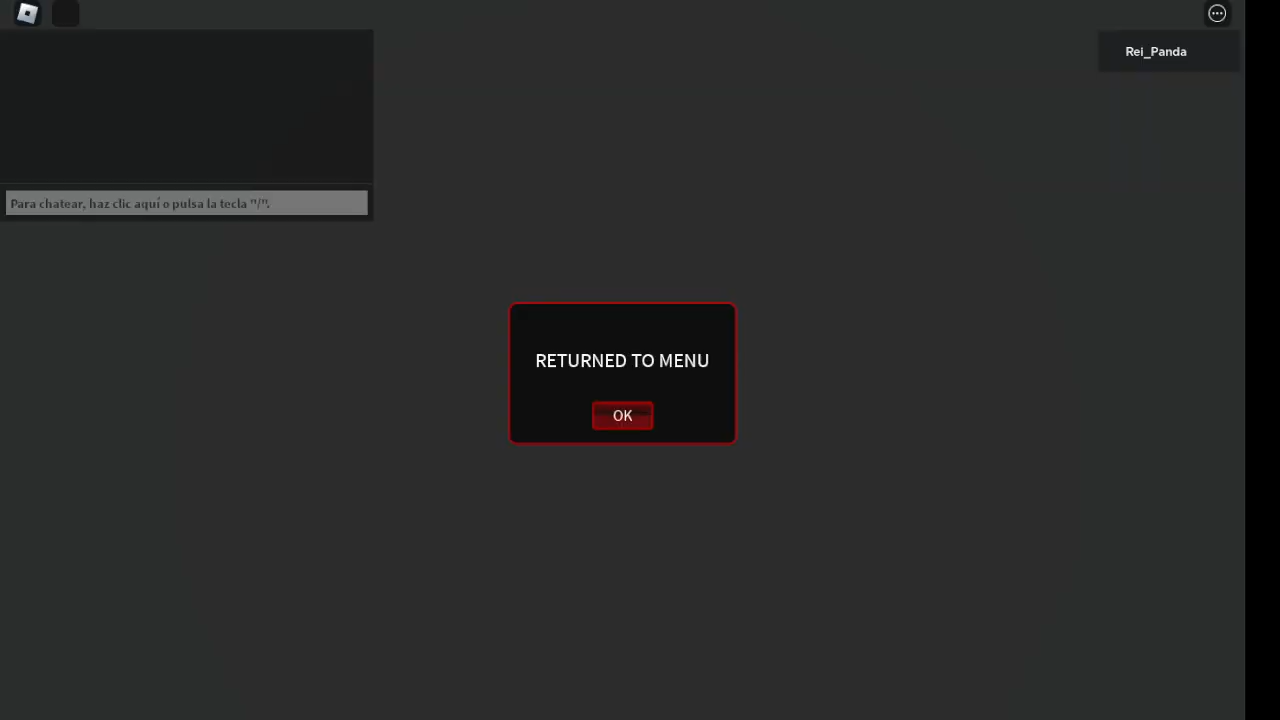 Rei_Panda
Para chatear, haz clic aquí o pulsa la tecla "/".
RETURNED TO MENU
OK